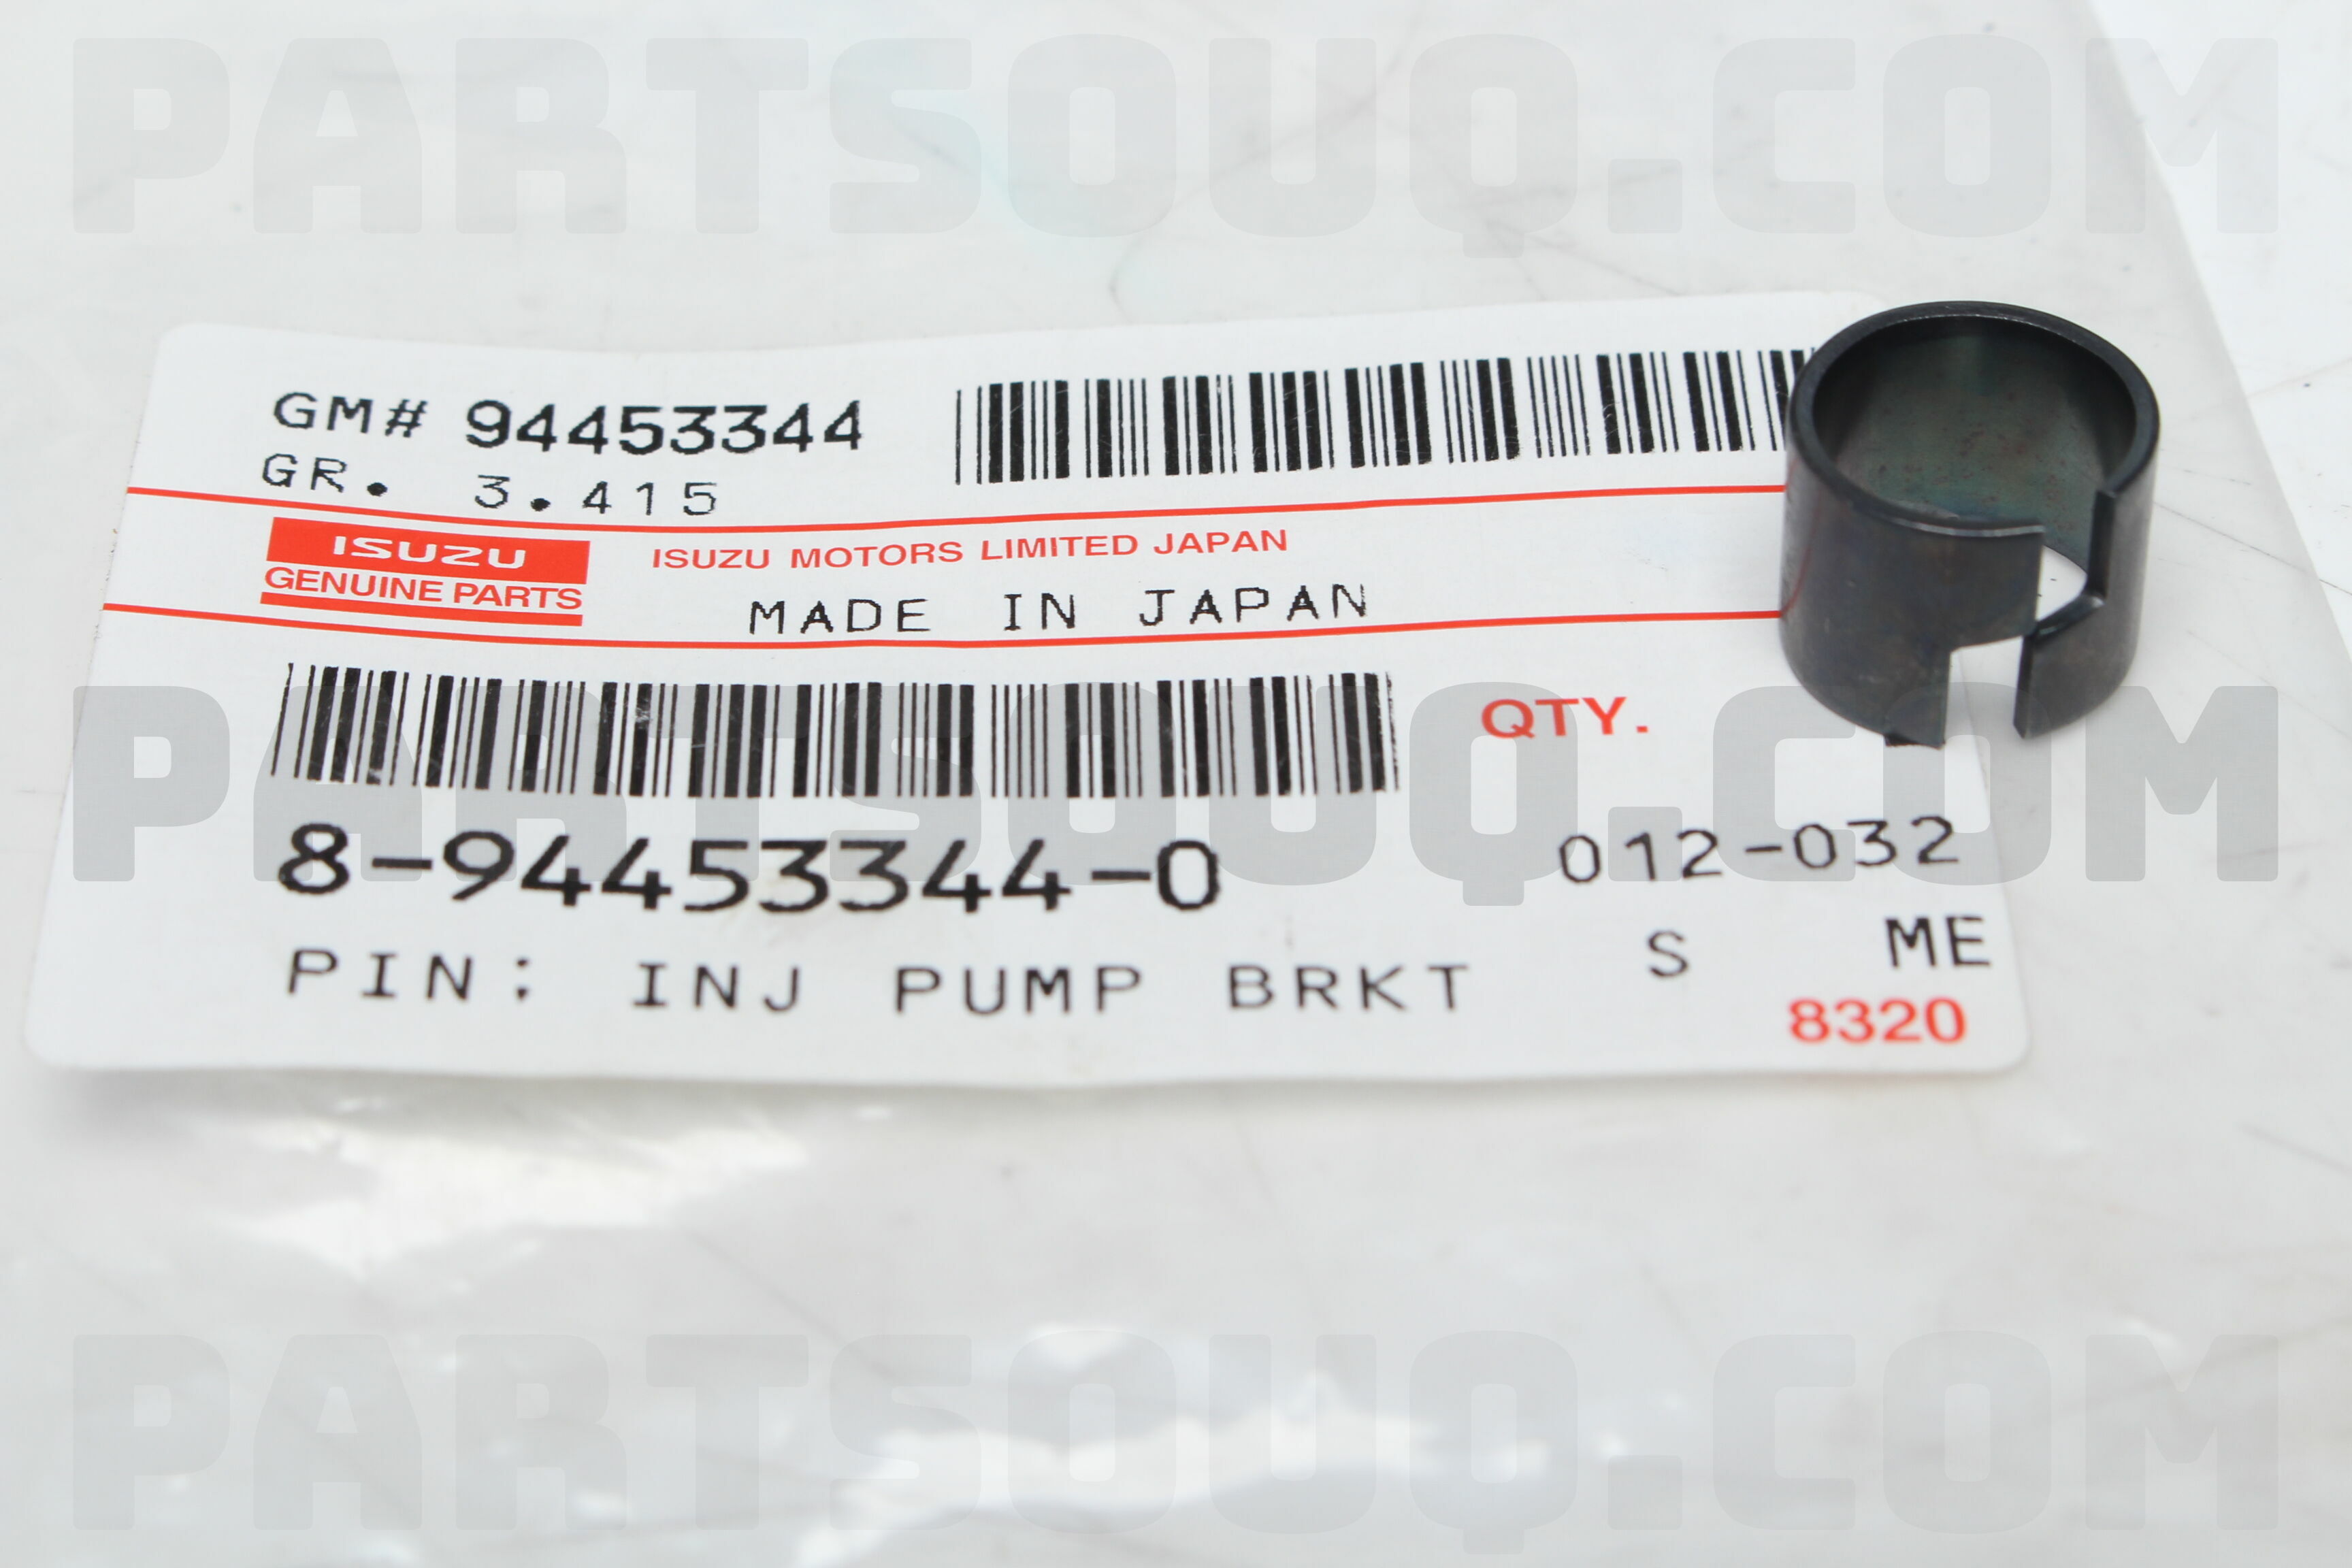 PARTSOUQ.COM
GM# 94453344
GR. 3.415
ISUZU
GENUINE PARTS
ISUZU MOTORS LIMITED JAPAN
MADE IN JAPAN
QTY.
PARTSOUQ.COM
8-94453344-0
012-032
PIN: INJ PUMP BRKT
S ME
8320
PARTSOUQ.COM